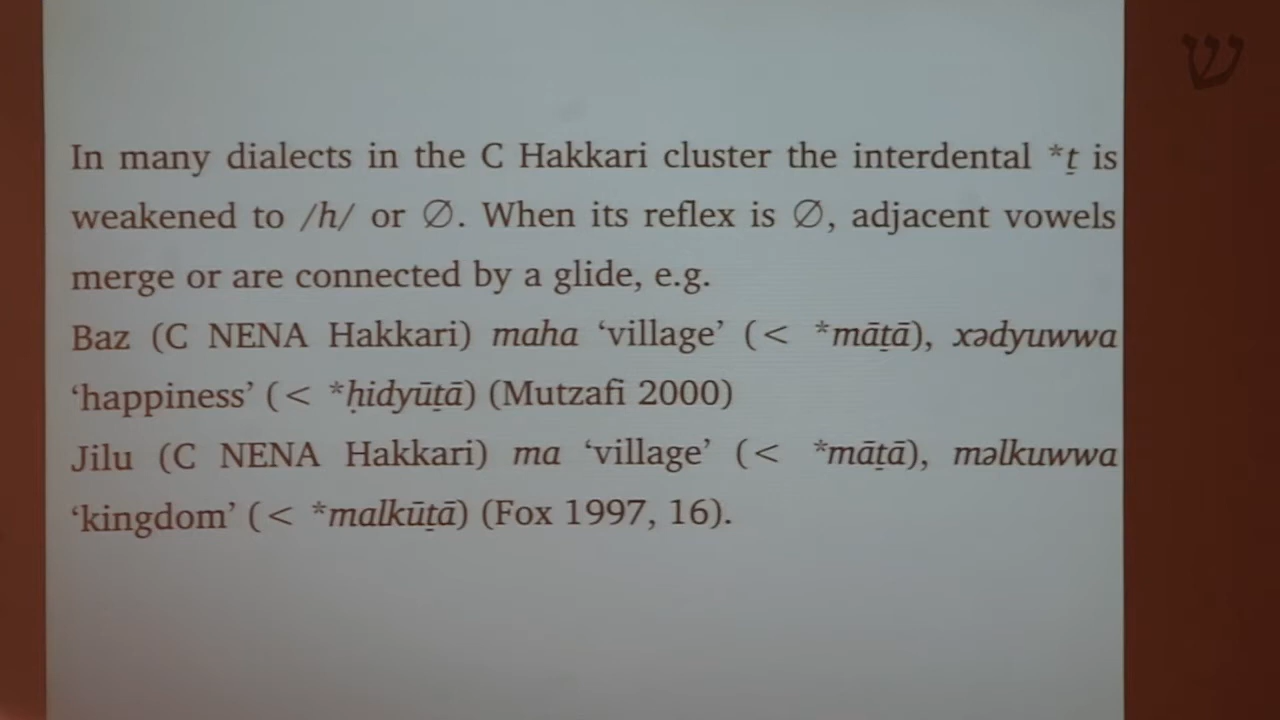 In many dialects in the C Hakkari cluster the interdental *ṯ is
weakened to /h/ or Ø. When its reflex is Ø, adjacent vowels
merge or are connected by a glide, e.g.
Baz (C NENA Hakkari) maha ‘village’ (< *māṯā), xədyuwwa
‘happiness’ (< *ḥidyūṯā) (Mutzafi 2000)
Jilu (C NENA Hakkari) ma ‘village’ (< *māṯā), məlkuwwa
‘kingdom’ (< *malkūṯā) (Fox 1997, 16).
ש